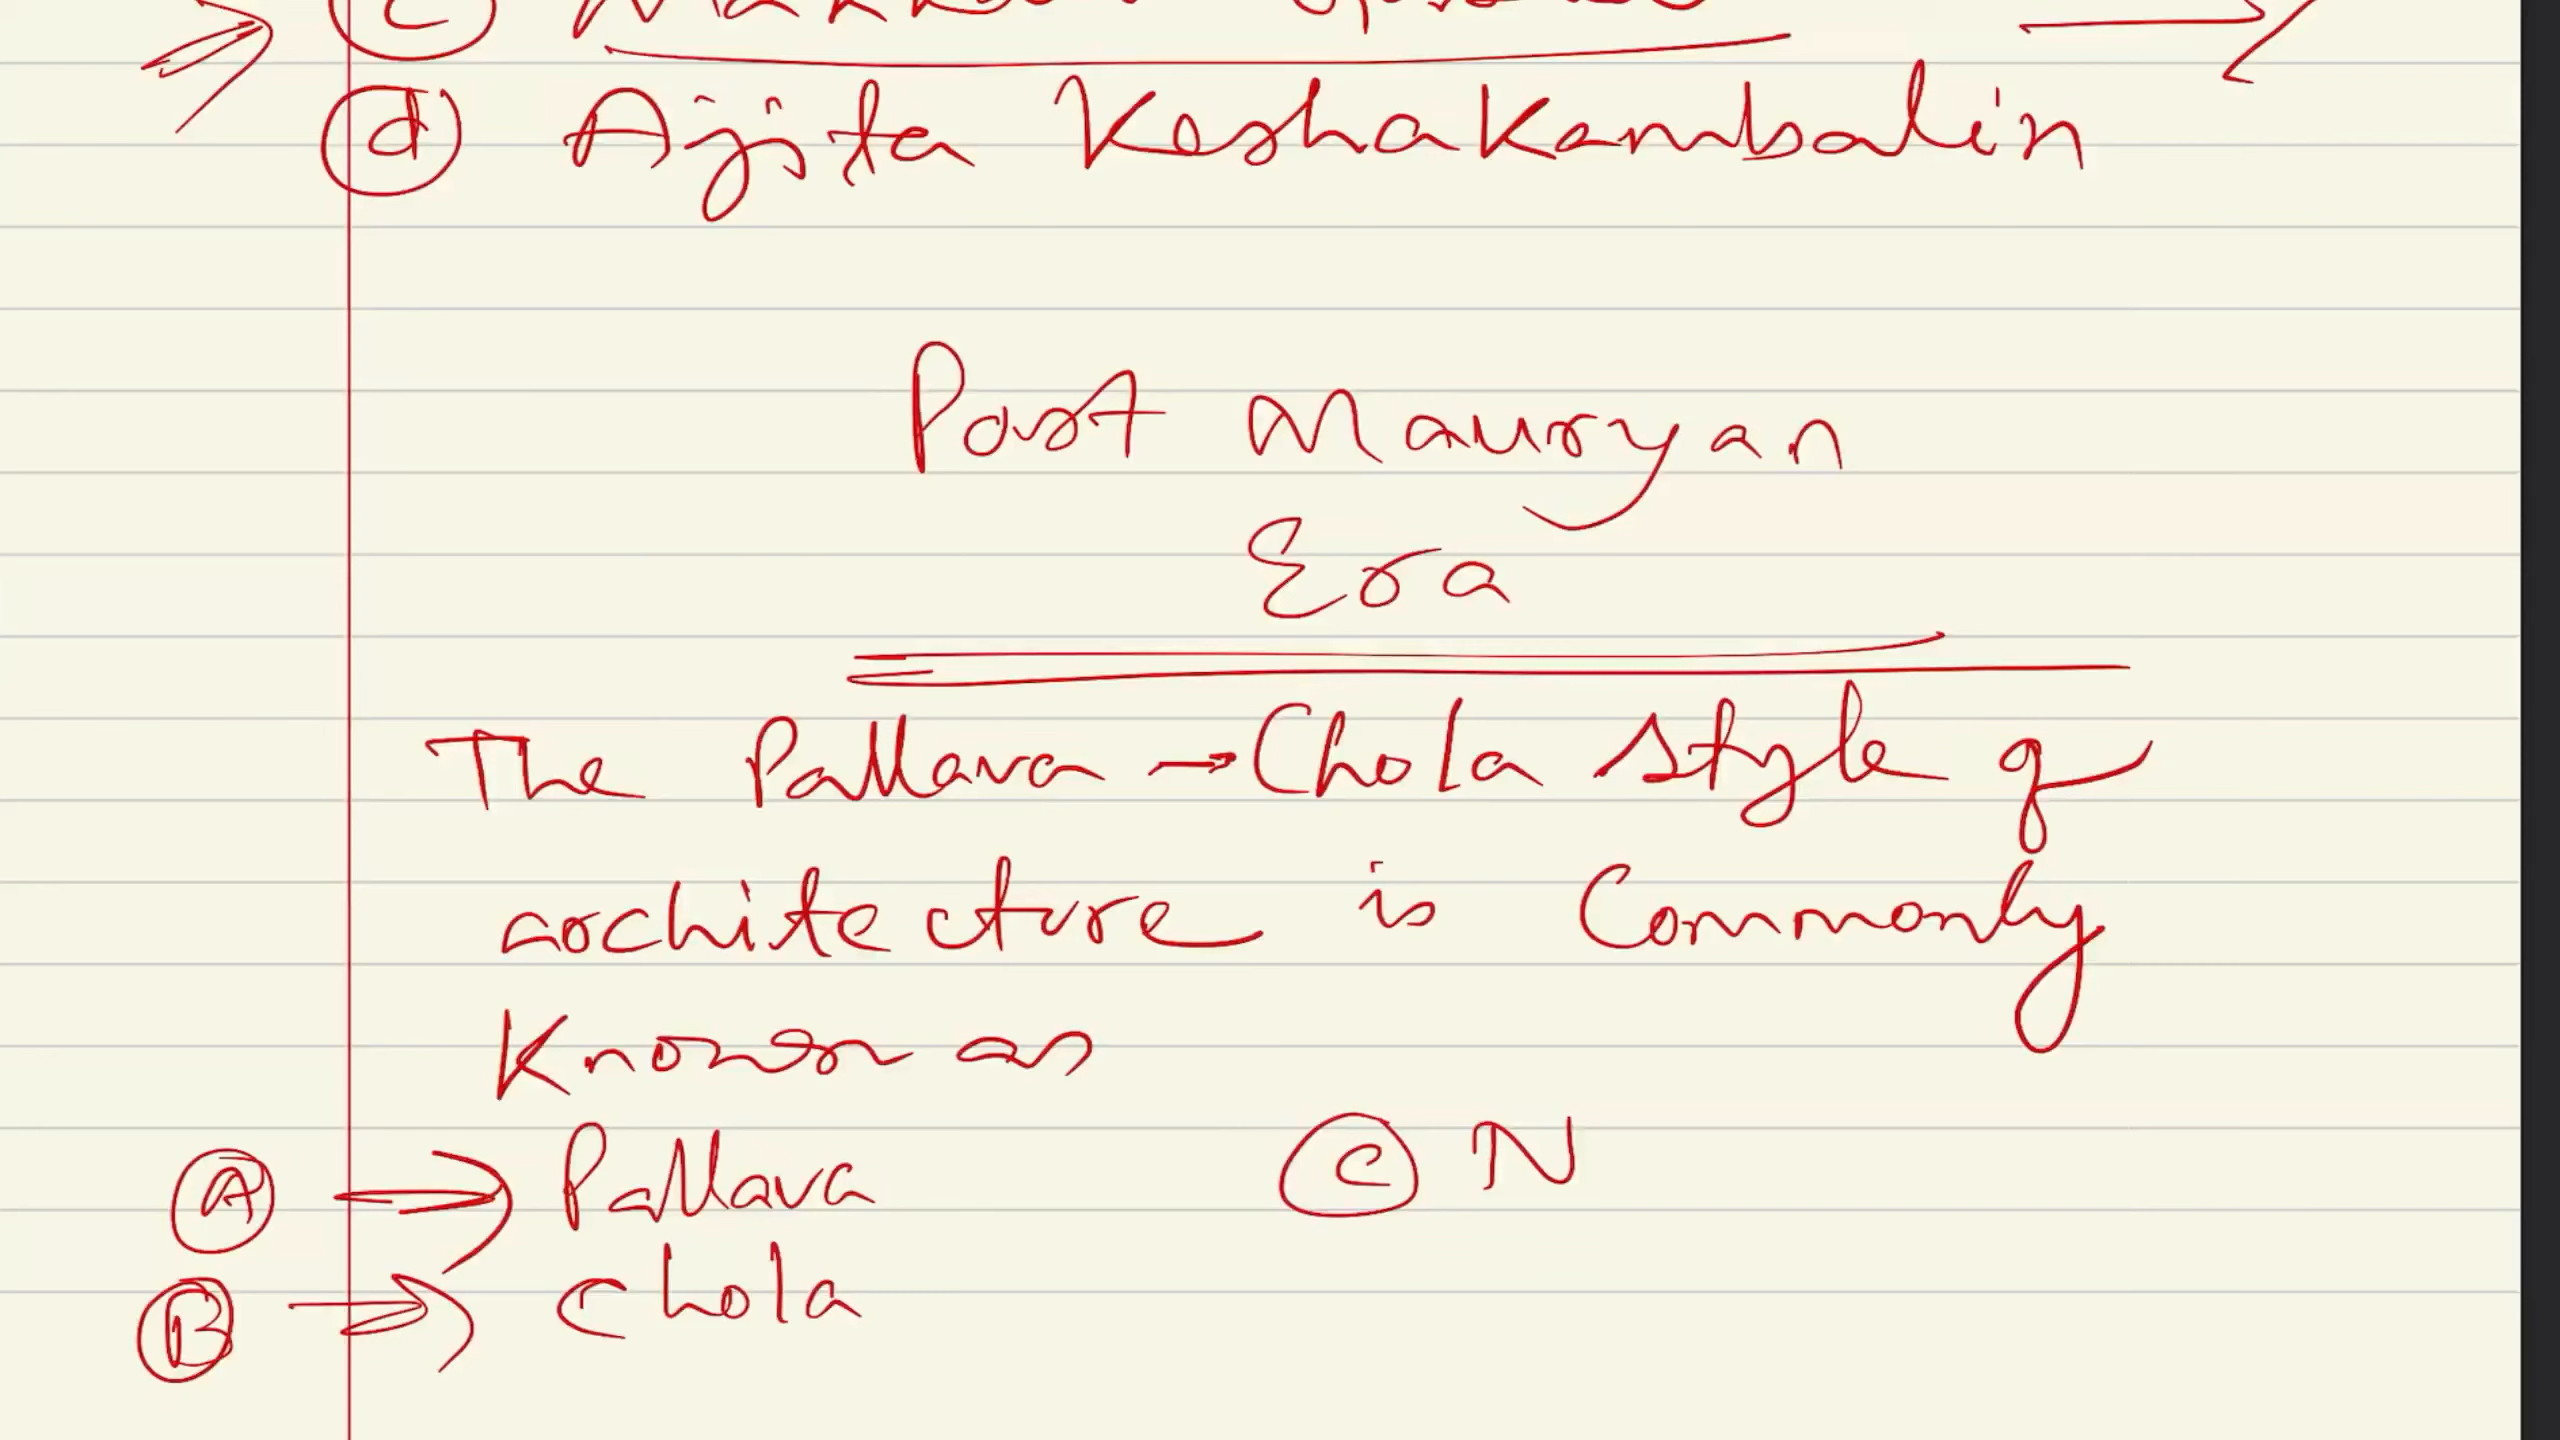 (c)
(d) Ajita Keshakambalin
Post Mauryan
Era
The Pallava → Chola style of
architecture is Commonly
Known as
(A) → Pallava (c) N
(B) → Chola